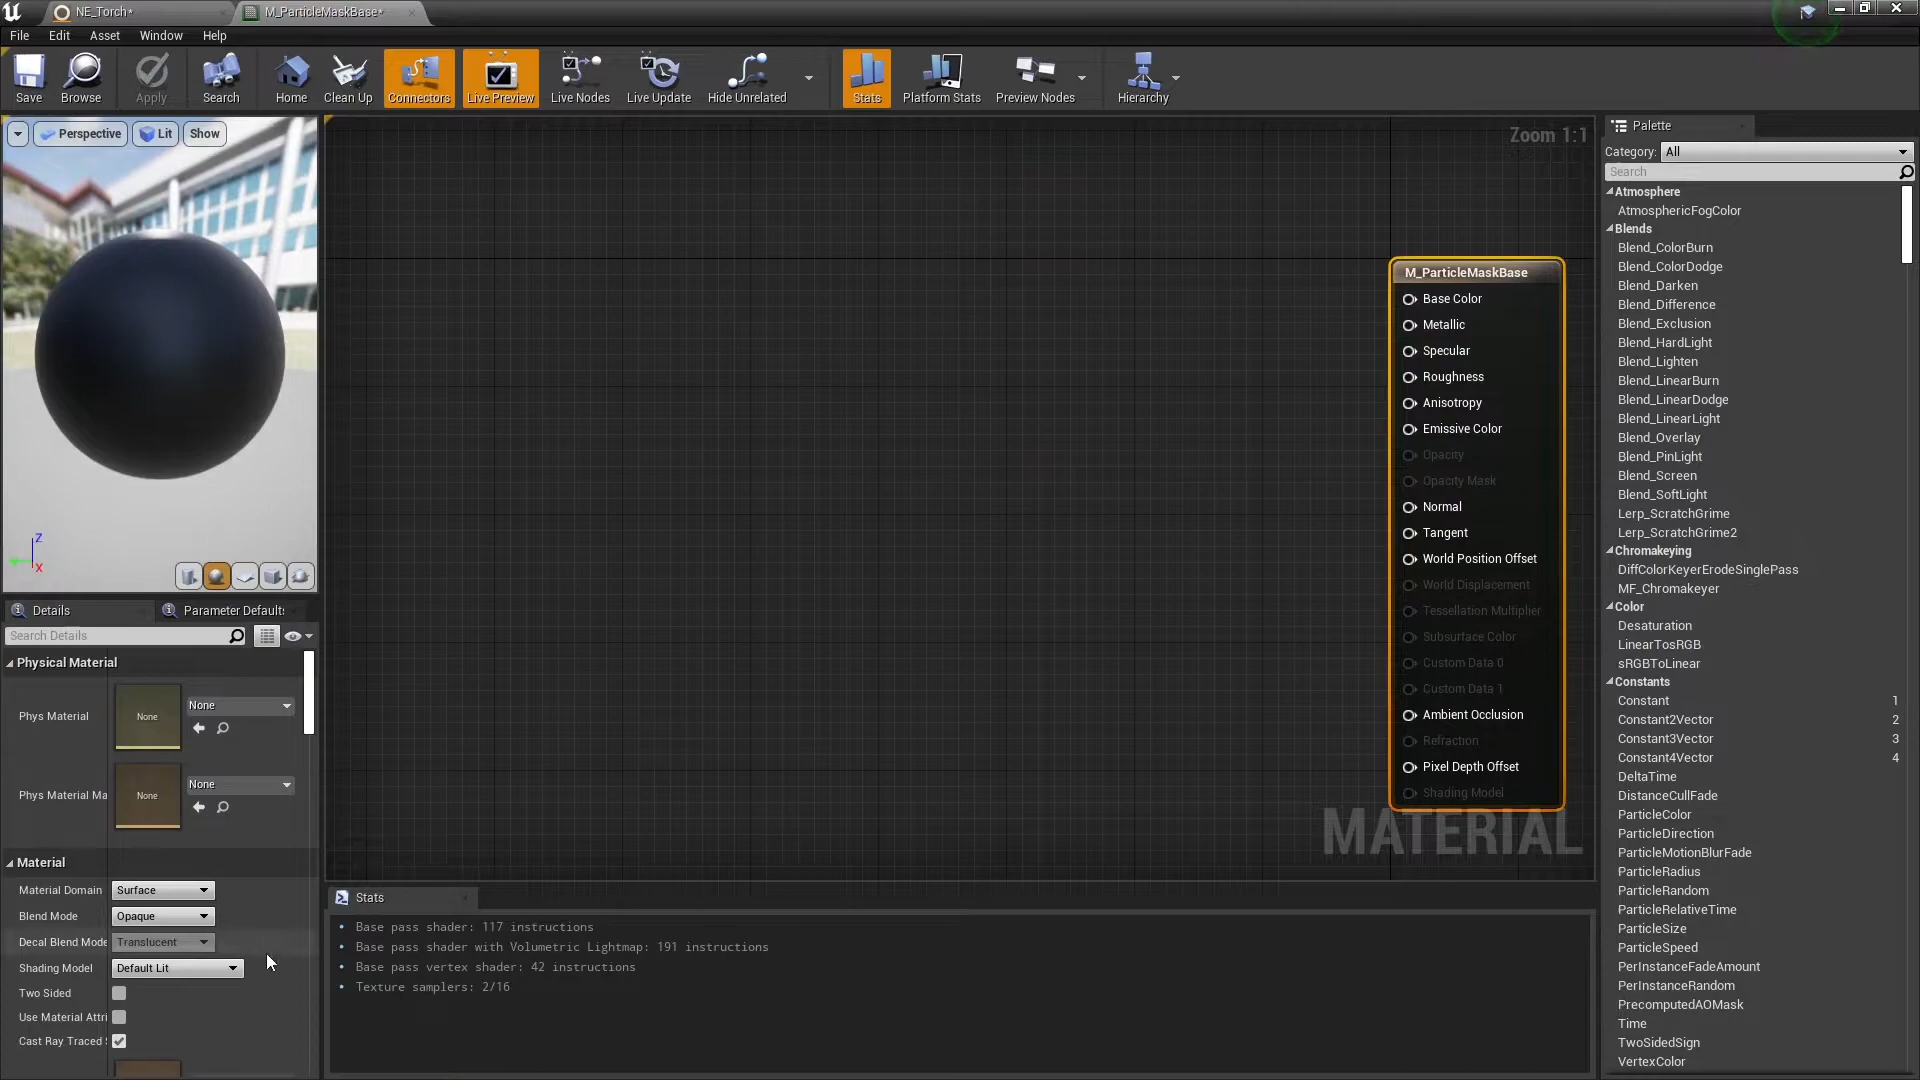 NE_Torch*
M_ParticleMaskBase*
File Edit Asset Window Help
Save Browse Apply Search Home Clean Up Connectors Live Preview Live Nodes Live Update Hide Unrelated Stats Platform Stats Preview Nodes Hierarchy
Perspective Lit Show
Z
X
Details Parameter Defaults
Search Details
Physical Material
Phys Material None None
Phys Material Ma None None
Material
Material Domain Surface
Blend Mode Opaque
Decal Blend Mode Translucent
Shading Model Default Lit
Two Sided
Use Material Attri
Cast Ray Traced
Zoom 1:1
M_ParticleMaskBase
Base Color
Metallic
Specular
Roughness
Anisotropy
Emissive Color
Opacity
Opacity Mask
Normal
Tangent
World Position Offset
World Displacement
Tessellation Multiplier
Subsurface Color
Custom Data 0
Custom Data 1
Ambient Occlusion
Refraction
Pixel Depth Offset
Shading Model
MATERIAL
Stats
Base pass shader: 117 instructions
Base pass shader with Volumetric Lightmap: 191 instructions
Base pass vertex shader: 42 instructions
Texture samplers: 2/16
Palette
Category: All
Search
Atmosphere
AtmosphericFogColor
Blends
Blend_ColorBurn
Blend_ColorDodge
Blend_Darken
Blend_Difference
Blend_Exclusion
Blend_HardLight
Blend_Lighten
Blend_LinearBurn
Blend_LinearDodge
Blend_LinearLight
Blend_Overlay
Blend_PinLight
Blend_Screen
Blend_SoftLight
Lerp_ScratchGrime
Lerp_ScratchGrime2
Chromakeying
DiffColorKeyerErodeSinglePass
MF_Chromakeyer
Color
Desaturation
LinearTosRGB
sRGBToLinear
Constants
Constant 1
Constant2Vector 2
Constant3Vector 3
Constant4Vector 4
DeltaTime
DistanceCullFade
ParticleColor
ParticleDirection
ParticleMotionBlurFade
ParticleRadius
ParticleRandom
ParticleRelativeTime
ParticleSize
ParticleSpeed
PerInstanceFadeAmount
PerInstanceRandom
PrecomputedAOMask
Time
TwoSidedSign
VertexColor